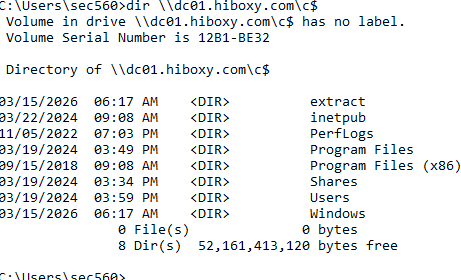 C:\Users\sec560>dir \\dc01.hiboxy.com\c$
 Volume in drive \\dc01.hiboxy.com\c$ has no label.
 Volume Serial Number is 12B1-BE32

 Directory of \\dc01.hiboxy.com\c$

03/15/2026  06:17 AM    <DIR>          extract
03/22/2024  09:08 AM    <DIR>          inetpub
11/05/2022  07:03 PM    <DIR>          PerfLogs
03/19/2024  03:49 PM    <DIR>          Program Files
09/15/2018  09:08 AM    <DIR>          Program Files (x86)
03/19/2024  03:34 PM    <DIR>          Shares
03/19/2024  03:59 PM    <DIR>          Users
03/15/2026  06:17 AM    <DIR>          Windows
               0 File(s)              0 bytes
               8 Dir(s)  52,161,413,120 bytes free

C:\Users\sec560>